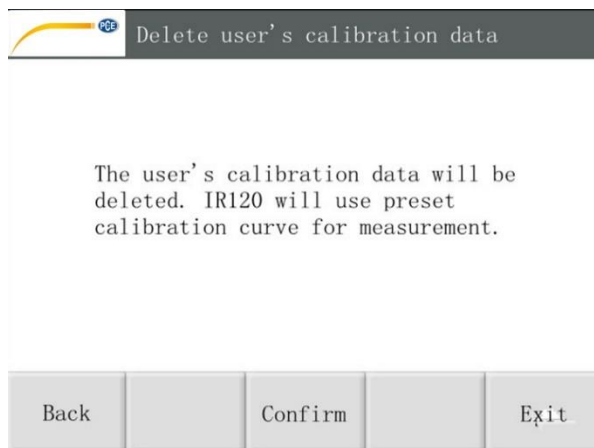 PCE
Delete user's calibration data
The user's calibration data will be
deleted. IR120 will use preset
calibration curve for measurement.
Back
Confirm
Exit